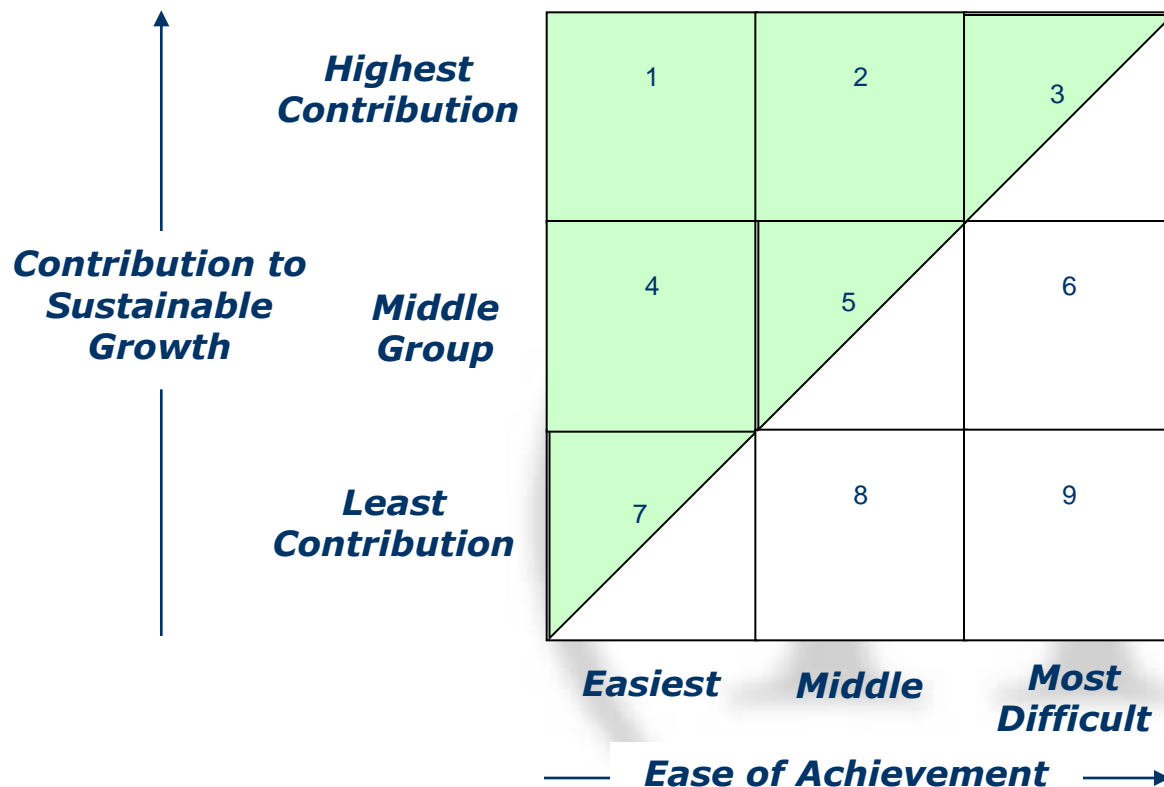 Highest
Contribution
1
2
3
Contribution to
Sustainable
Growth
Middle
Group
4
5
6
Least
Contribution
7
8
9
Easiest
Middle
Most
Difficult
Ease of Achievement